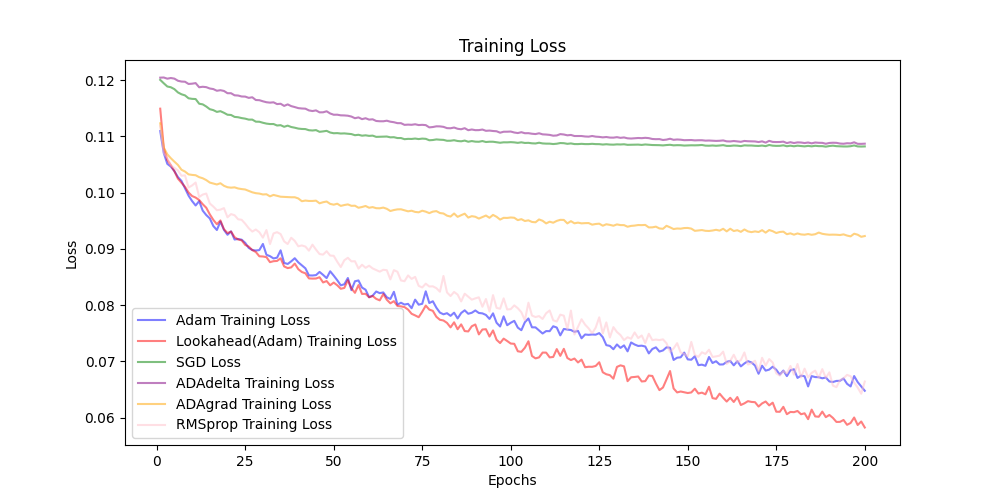 Training Loss
Loss
0.12
0.11
0.10
0.09
0.08
0.07
0.06
Adam Training Loss
Lookahead(Adam) Training Loss
SGD Loss
ADAdelta Training Loss
ADAgrad Training Loss
RMSprop Training Loss
0 25 50 75 100 125 150 175 200
Epochs